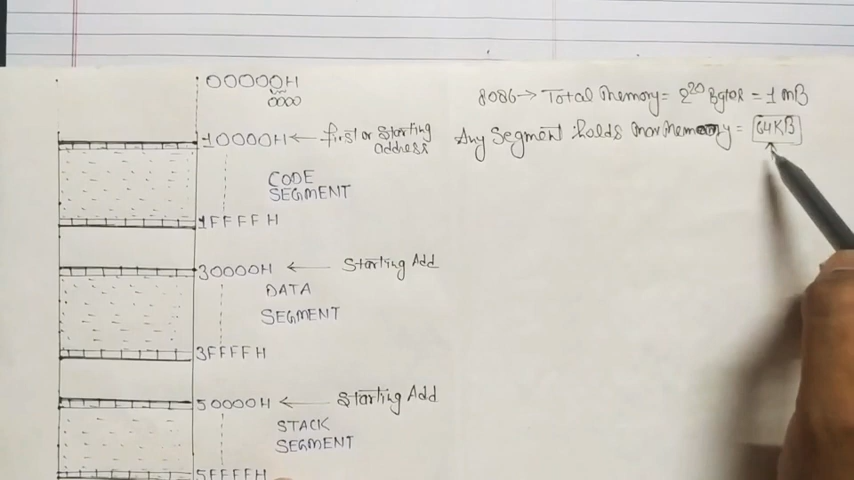 00000H
0000
10000H ← first or starting address
CODE SEGMENT
1FFFFH
30000H ← Starting Add
DATA SEGMENT
3FFFFH
50000H ← Starting Add
STACK SEGMENT
5FFFFH
8086 → Total Memory = 2^20 Bytes = 1 MB
Any Segment holds max Memory = 64KB